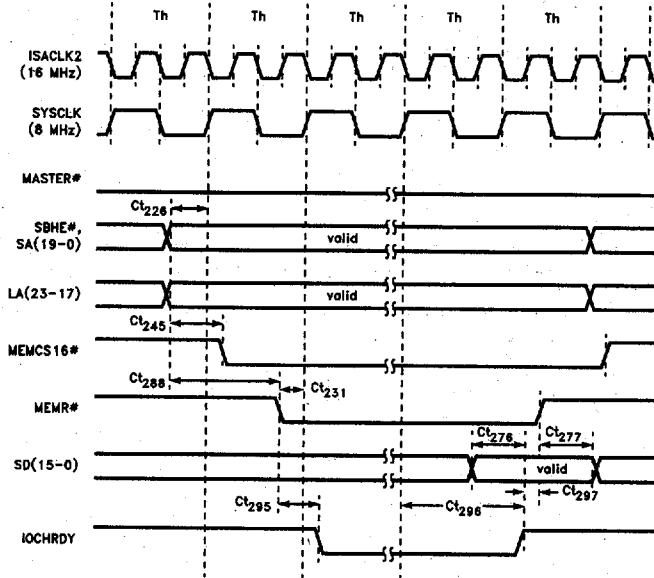 Th Th Th Th Th
ISACLK2
(16 MHz)
SYSCLK
(8 MHz)
MASTER#
Ct226
SBHE#,
SA(19-0)
valid
LA(23-17)
valid
Ct245
MEMCS16#
Ct288
Ct231
MEMR#
Ct276
Ct277
SD(15-0)
valid
Ct295
Ct296
Ct297
IOCHRDY